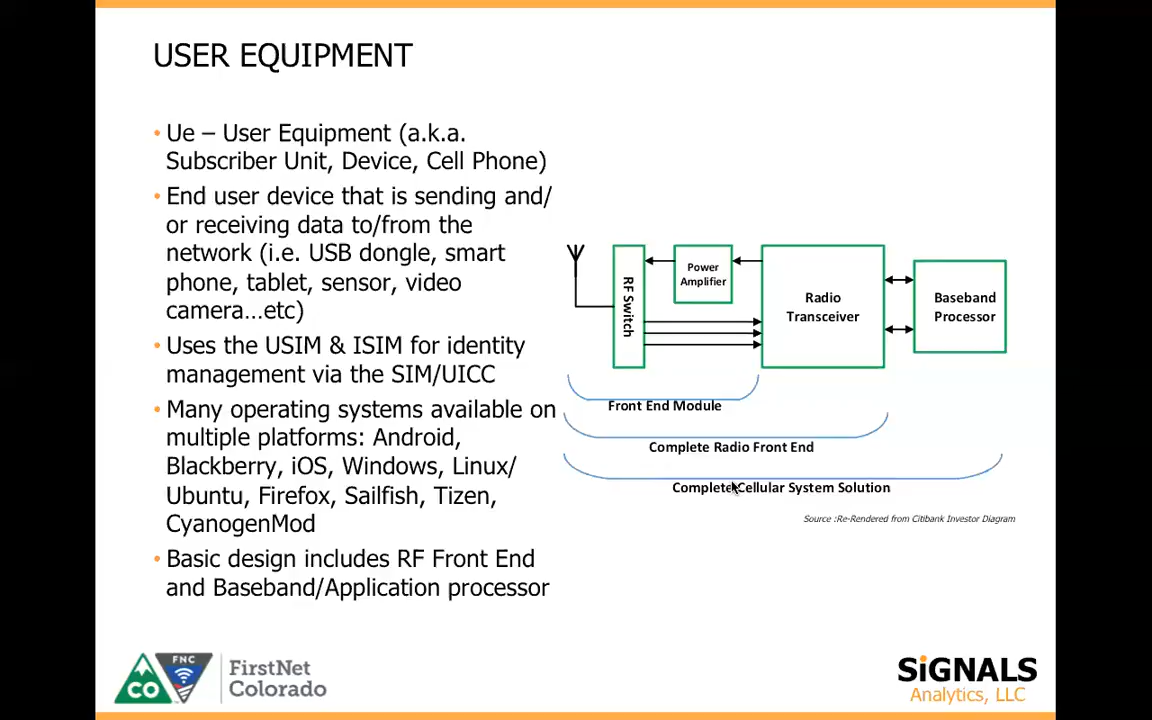 USER EQUIPMENT
• Ue – User Equipment (a.k.a.
Subscriber Unit, Device, Cell Phone)
• End user device that is sending and/
or receiving data to/from the
network (i.e. USB dongle, smart
phone, tablet, sensor, video
camera…etc)
• Uses the USIM & ISIM for identity
management via the SIM/UICC
• Many operating systems available on
multiple platforms: Android,
Blackberry, iOS, Windows, Linux/
Ubuntu, Firefox, Sailfish, Tizen,
CyanogenMod
• Basic design includes RF Front End
and Baseband/Application processor
RF Switch
Power
Amplifier
Radio
Transceiver
Baseband
Processor
Front End Module
Complete Radio Front End
Complete Cellular System Solution
Source :Re-Rendered from Citibank Investor Diagram
CO
FNC
FirstNet
Colorado
SiGNALS
Analytics, LLC